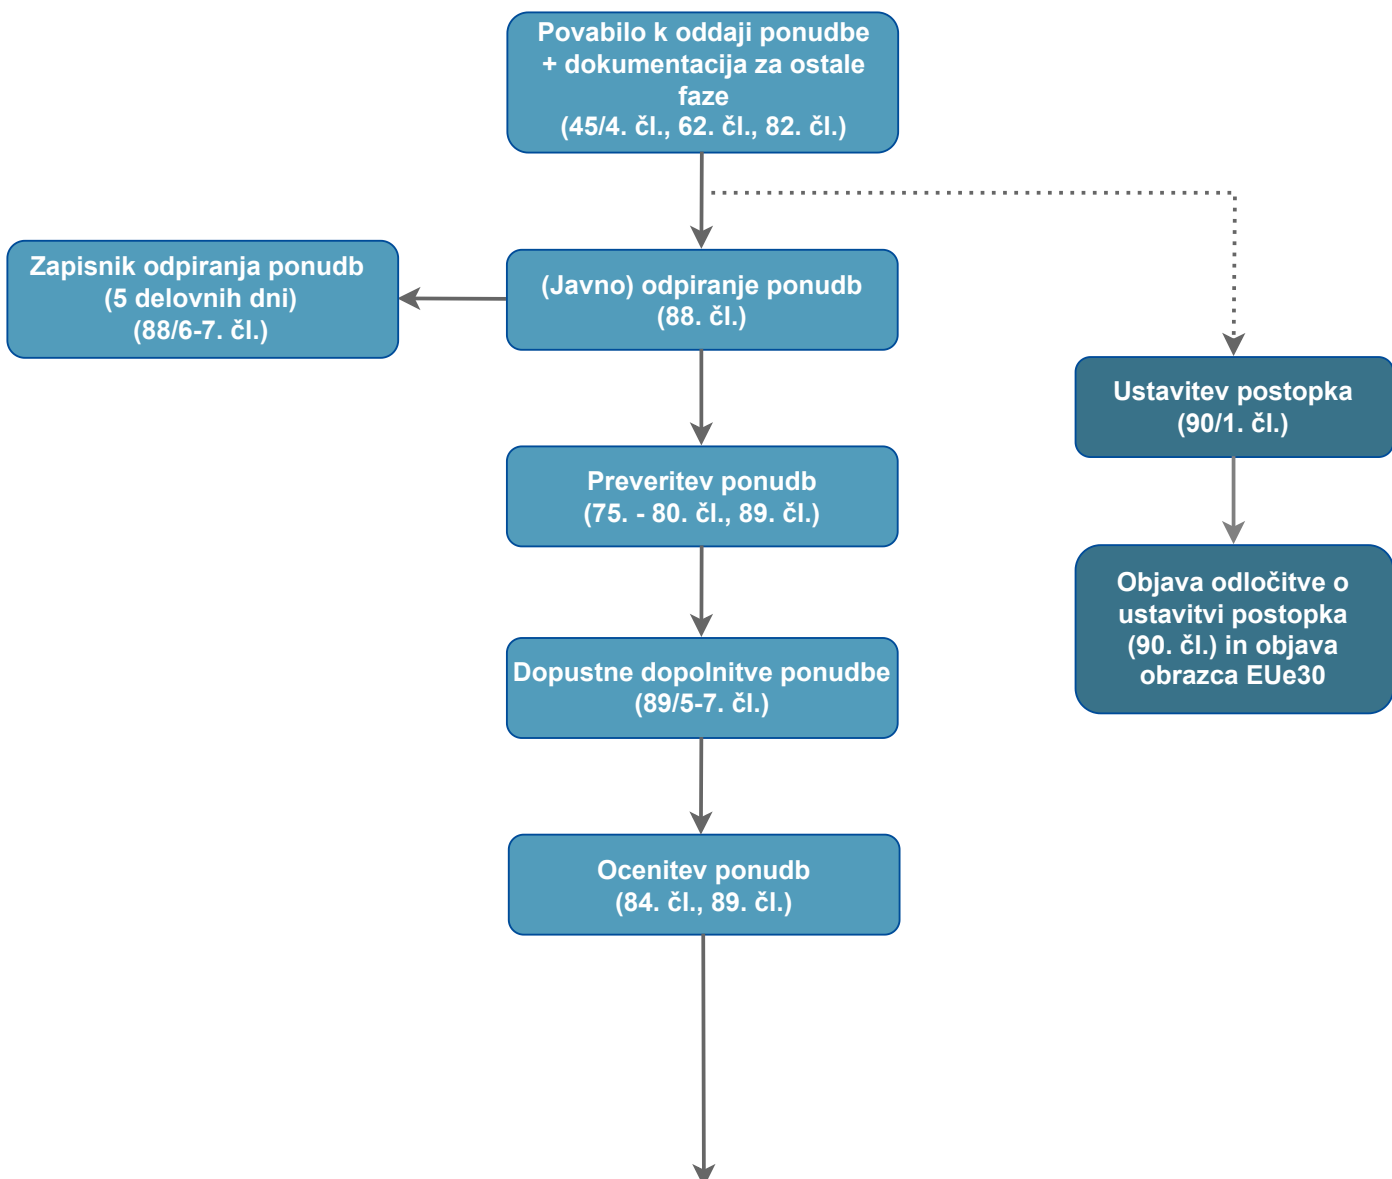 Povabilo k oddaji ponudbe
+ dokumentacija za ostale
faze
(45/4. čl., 62. čl., 82. čl.)
Zapisnik odpiranja ponudb
(5 delovnih dni)
(88/6-7. čl.)
(Javno) odpiranje ponudb
(88. čl.)
Ustavitev postopka
(90/1. čl.)
Preveritev ponudb
(75. - 80. čl., 89. čl.)
Objava odločitve o
ustavitvi postopka
(90. čl.) in objava
obrazca EUe30
Dopustne dopolnitve ponudbe
(89/5-7. čl.)
Ocenitev ponudb
(84. čl., 89. čl.)